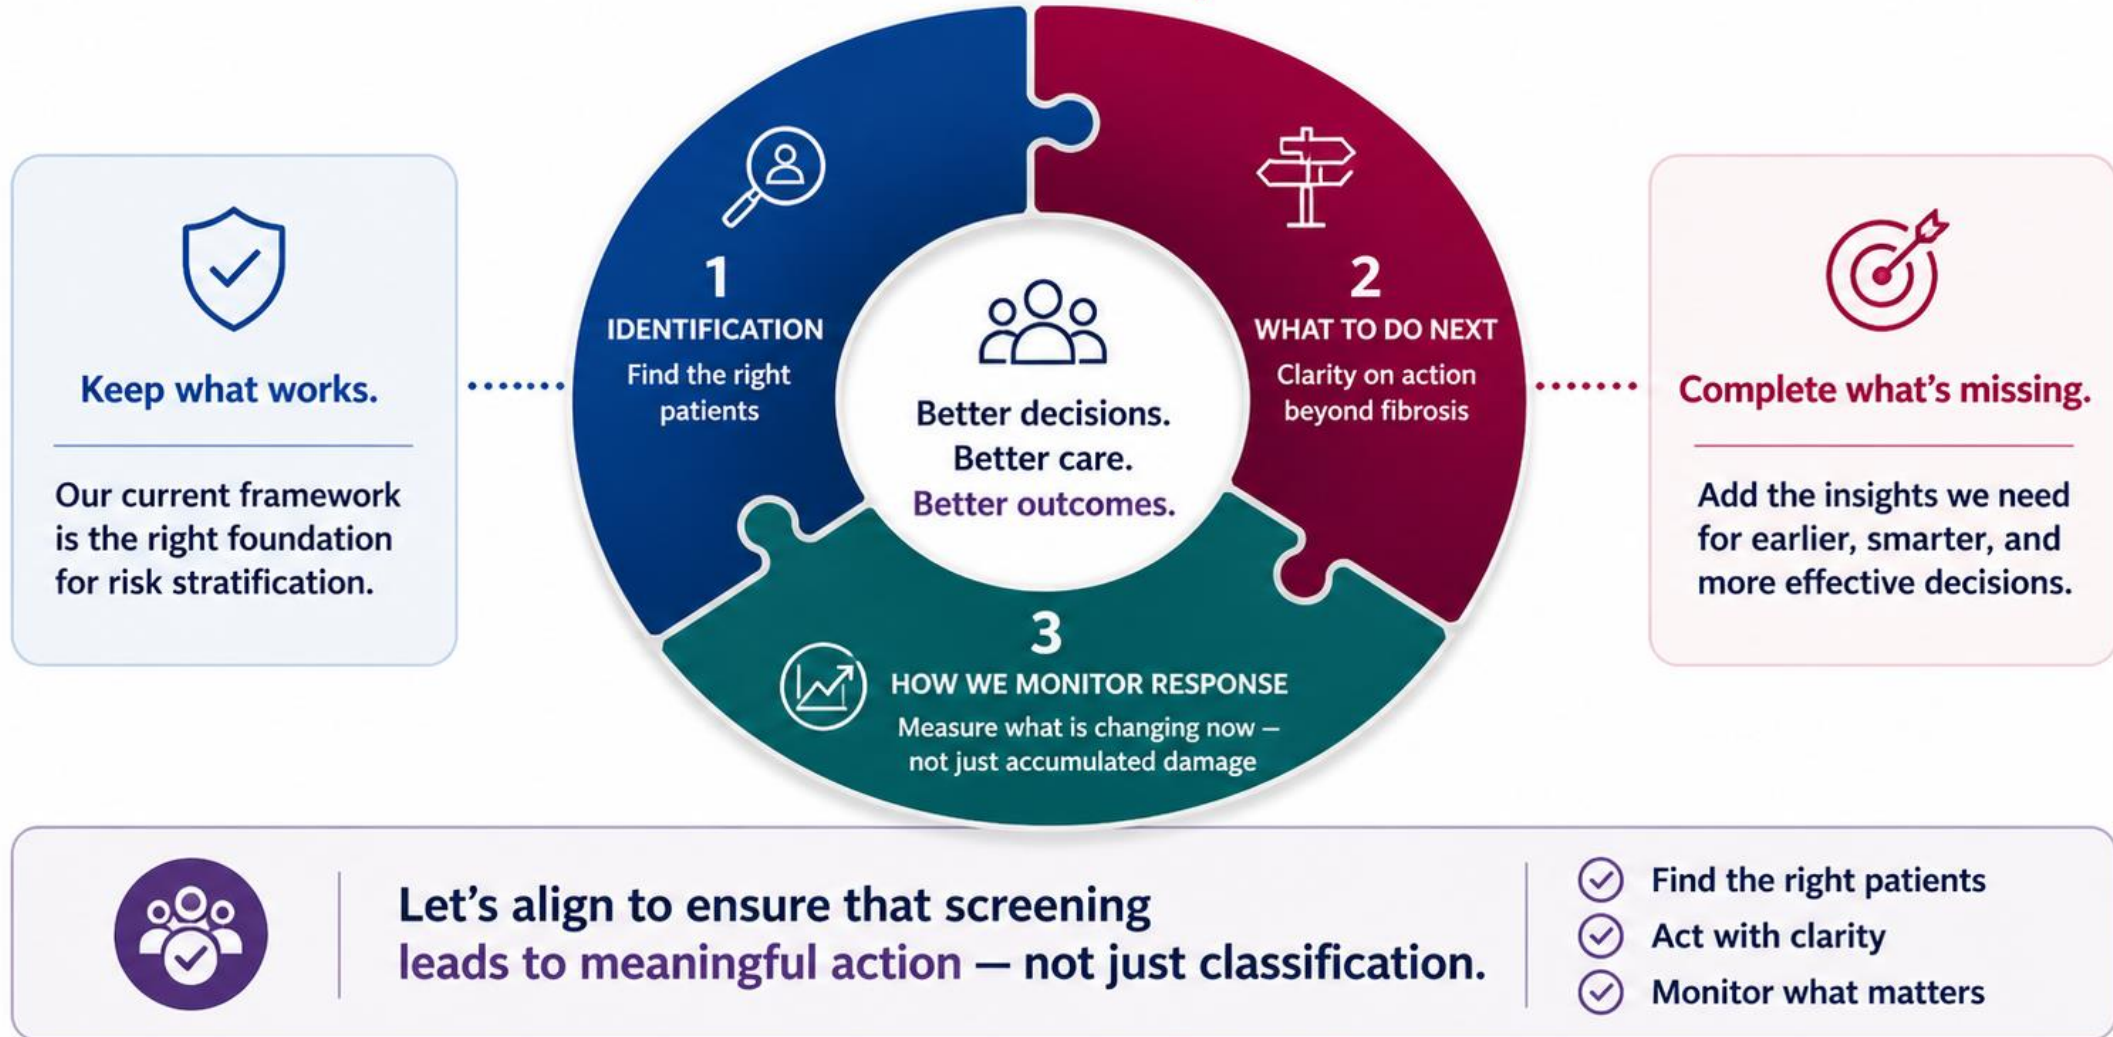 Keep what works.
Our current framework
is the right foundation
for risk stratification.
1
IDENTIFICATION
Find the right
patients
2
WHAT TO DO NEXT
Clarity on action
beyond fibrosis
Better decisions.
Better care.
Better outcomes.
3
HOW WE MONITOR RESPONSE
Measure what is changing now –
not just accumulated damage
Complete what's missing.
Add the insights we need
for earlier, smarter, and
more effective decisions.
Let's align to ensure that screening
leads to meaningful action — not just classification.
Find the right patients
Act with clarity
Monitor what matters